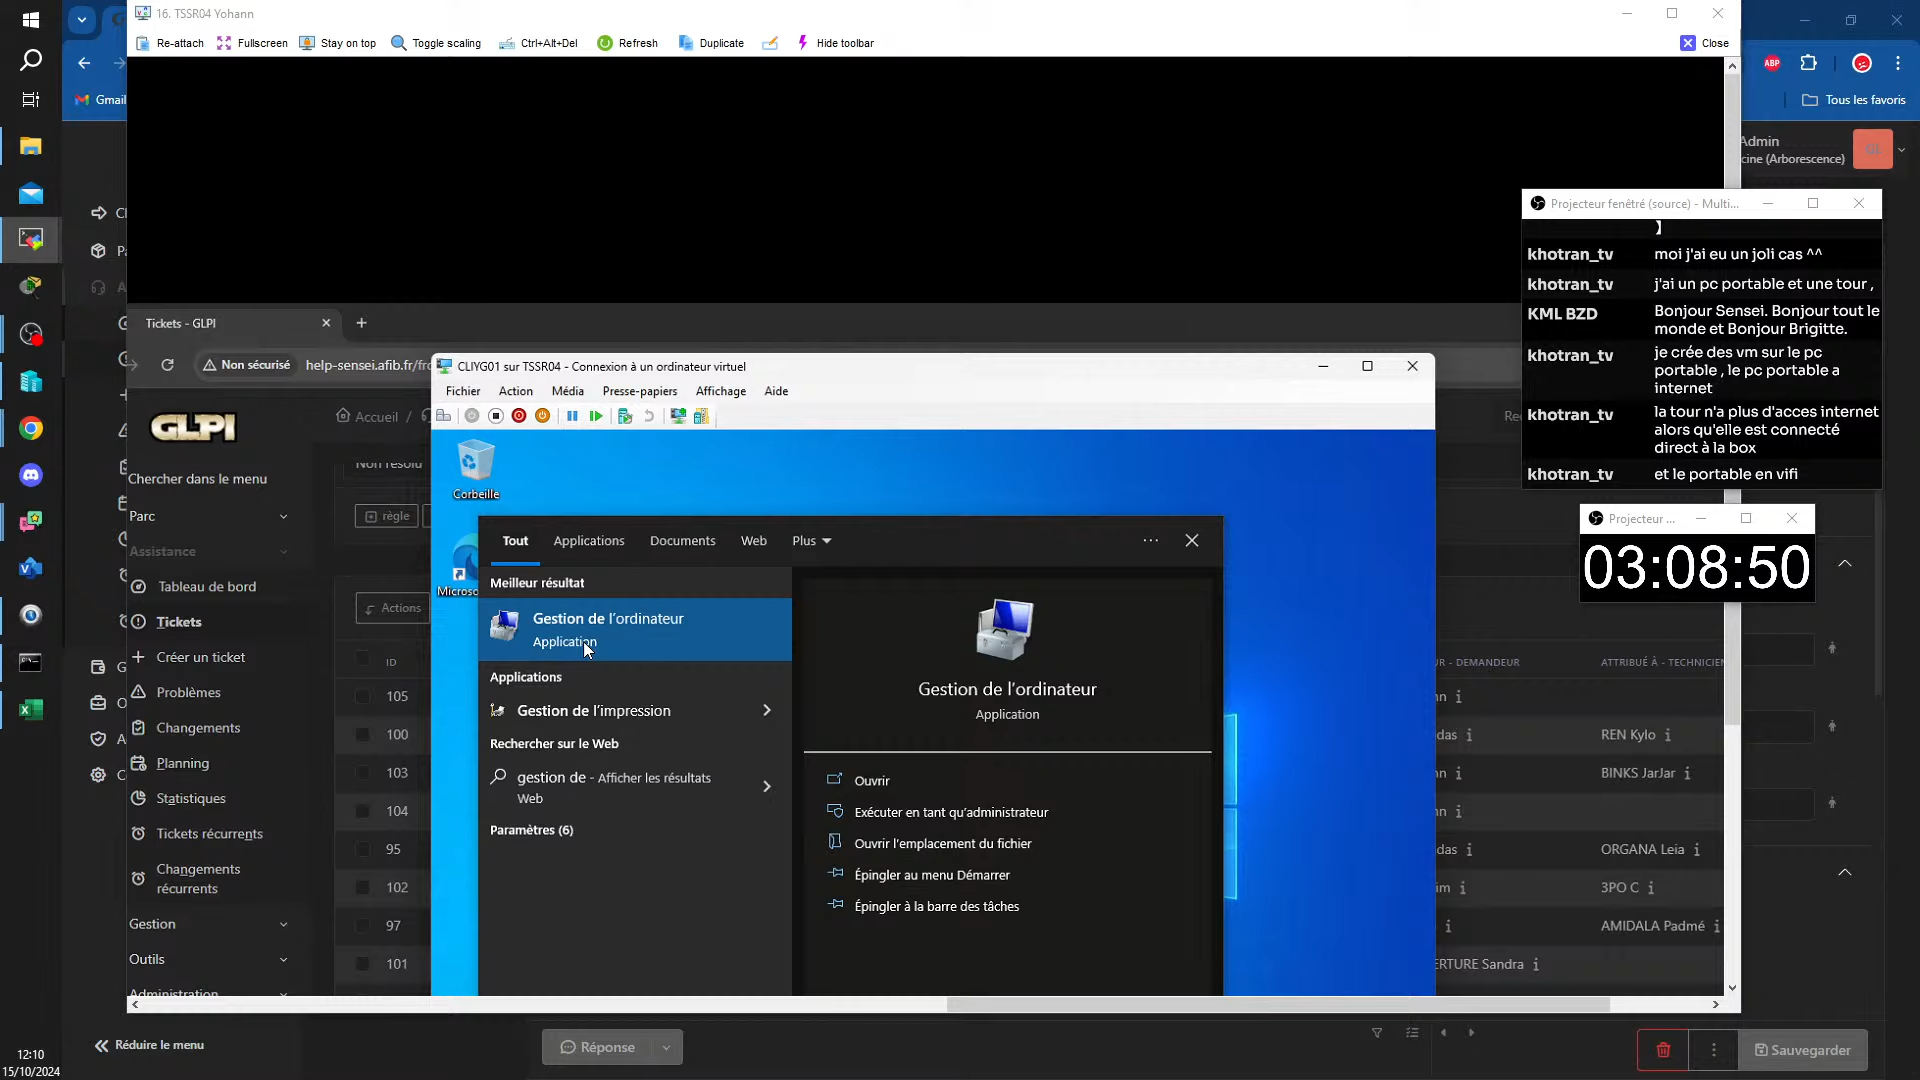 16. TSSR04 Yohann
Re-attach
Fullscreen
Stay on top
Toggle scaling
Ctrl+Alt+Del
Refresh
Duplicate
Hide toolbar
Close
Gmail
ABP
Tous les favoris
Admin
cine (Arborescence)
Projecteur fenêtré (source) - Multi...
】
khotran_tv moi j'ai eu un joli cas ^^
khotran_tv j'ai un pc portable et une tour ,
KML BZD Bonjour Sensei. Bonjour tout le
monde et Bonjour Brigitte.
khotran_tv je crée des vm sur le pc
portable , le pc portable a
internet
khotran_tv la tour n'a plus d'acces internet
alors qu'elle est connecté
direct à la box
khotran_tv et le portable en vifi
Projecteur ...
03:08:50
Tickets - GLPI
Non sécurisé
help-sensei.afib.fr/fro
CLIYG01 sur TSSR04 - Connexion à un ordinateur virtuel
Fichier
Action
Média
Presse-papiers
Affichage
Aide
GLPI
Accueil /
Non résolu
règle
Actions
Chercher dans le menu
Parc
Assistance
Tableau de bord
Tickets
Créer un ticket
Problèmes
Changements
Planning
Statistiques
Tickets récurrents
Changements
récurrents
Gestion
Outils
Administration
Réduire le menu
ID
105
100
103
104
95
102
97
101
Corbeille
Tout
Applications
Documents
Web
Plus
Meilleur résultat
Gestion de l'ordinateur
Application
Applications
Gestion de l'impression
Rechercher sur le Web
gestion de - Afficher les résultats
Web
Paramètres (6)
Gestion de l'ordinateur
Application
Ouvrir
Exécuter en tant qu'administrateur
Ouvrir l'emplacement du fichier
Épingler au menu Démarrer
Épingler à la barre des tâches
UR - DEMANDEUR
ATTRIBUÉ À - TECHNICIEN
REN Kylo
BINKS JarJar
ORGANA Leia
3PO C
AMIDALA Padmé
ERTURE Sandra
Réponse
Sauvegarder
12:10
15/10/2024